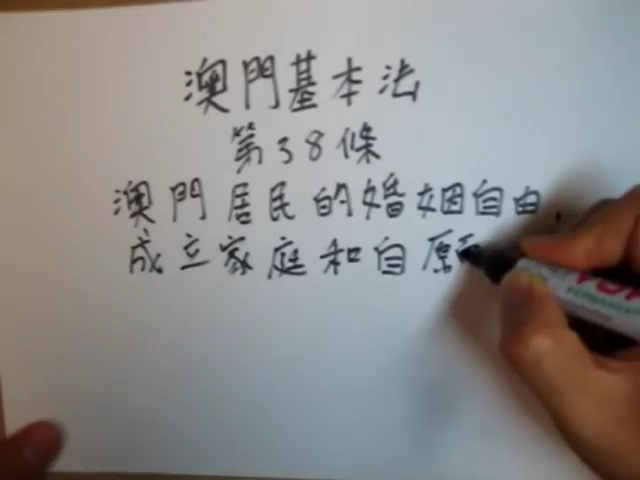 澳門基本法
第38條
澳門居民的婚姻自由，
成立家庭和自願